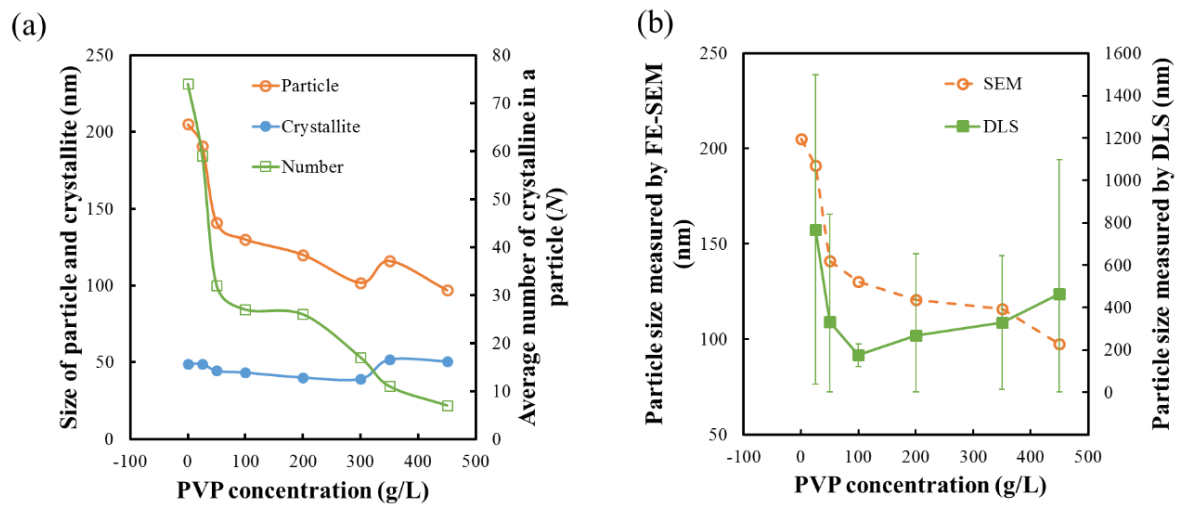 (a)
Size of particle and crystallite (nm)
250
200
150
100
50
0
Particle
Crystallite
Number
80
70
60
50
40
30
20
10
0
Average number of crystalline in a
particle (N)
-100 0 100 200 300 400 500
PVP concentration (g/L)
(b)
Particle size measured by FE-SEM
(nm)
250
200
150
100
50
SEM
DLS
1600
1400
1200
1000
800
600
400
200
0
Particle size measured by DLS (nm)
-100 0 100 200 300 400 500
PVP concentration (g/L)